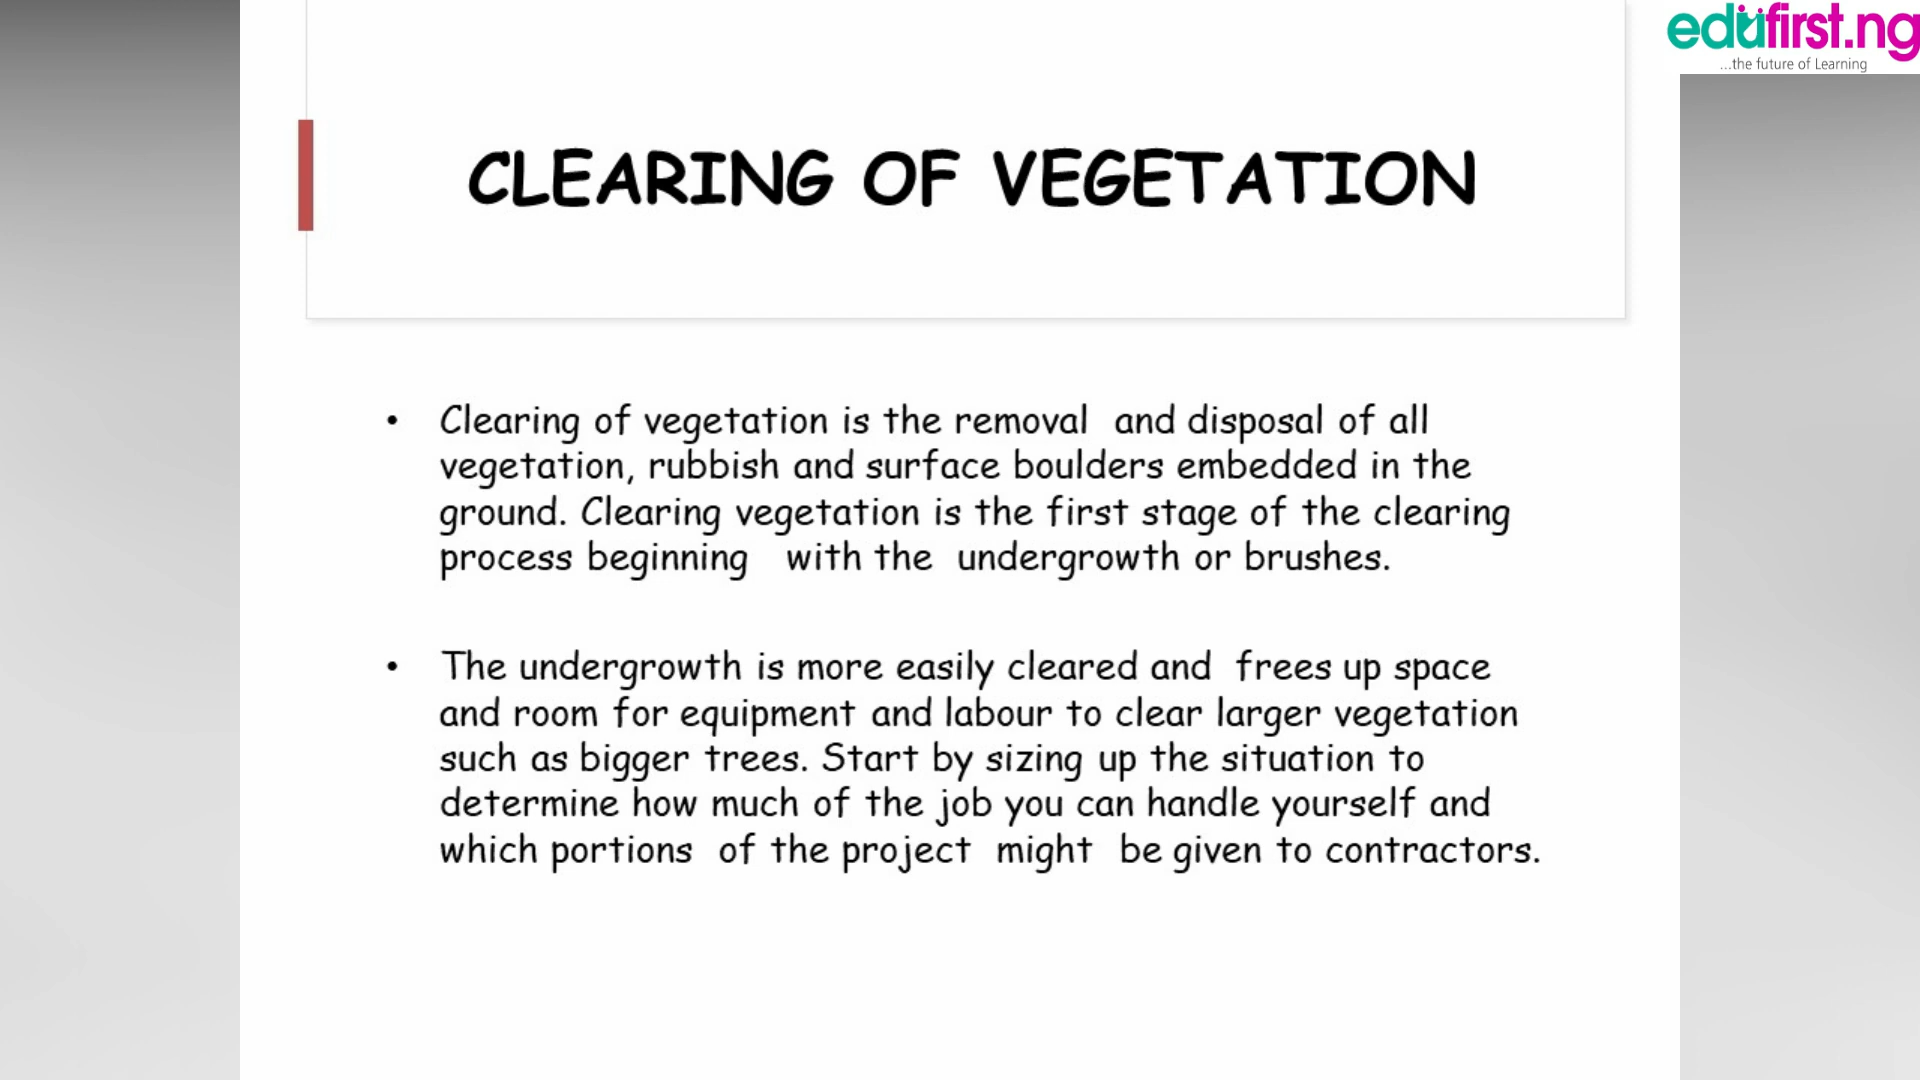 edufirst.ng
...the future of Learning
CLEARING OF VEGETATION
• Clearing of vegetation is the removal and disposal of all
vegetation, rubbish and surface boulders embedded in the
ground. Clearing vegetation is the first stage of the clearing
process beginning with the undergrowth or brushes.
• The undergrowth is more easily cleared and frees up space
and room for equipment and labour to clear larger vegetation
such as bigger trees. Start by sizing up the situation to
determine how much of the job you can handle yourself and
which portions of the project might be given to contractors.